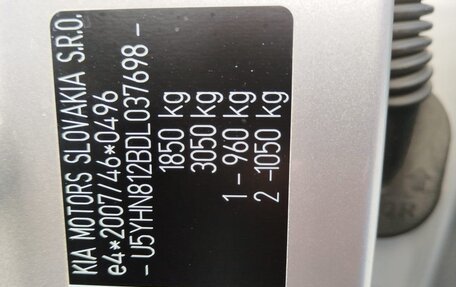 KIA MOTORS SLOVAKIA S.R.O.
e4*2007/46*0496
- U5YHN812BDL037698 -
1850 kg
3050 kg
1 - 960 kg
2 - 1050 kg